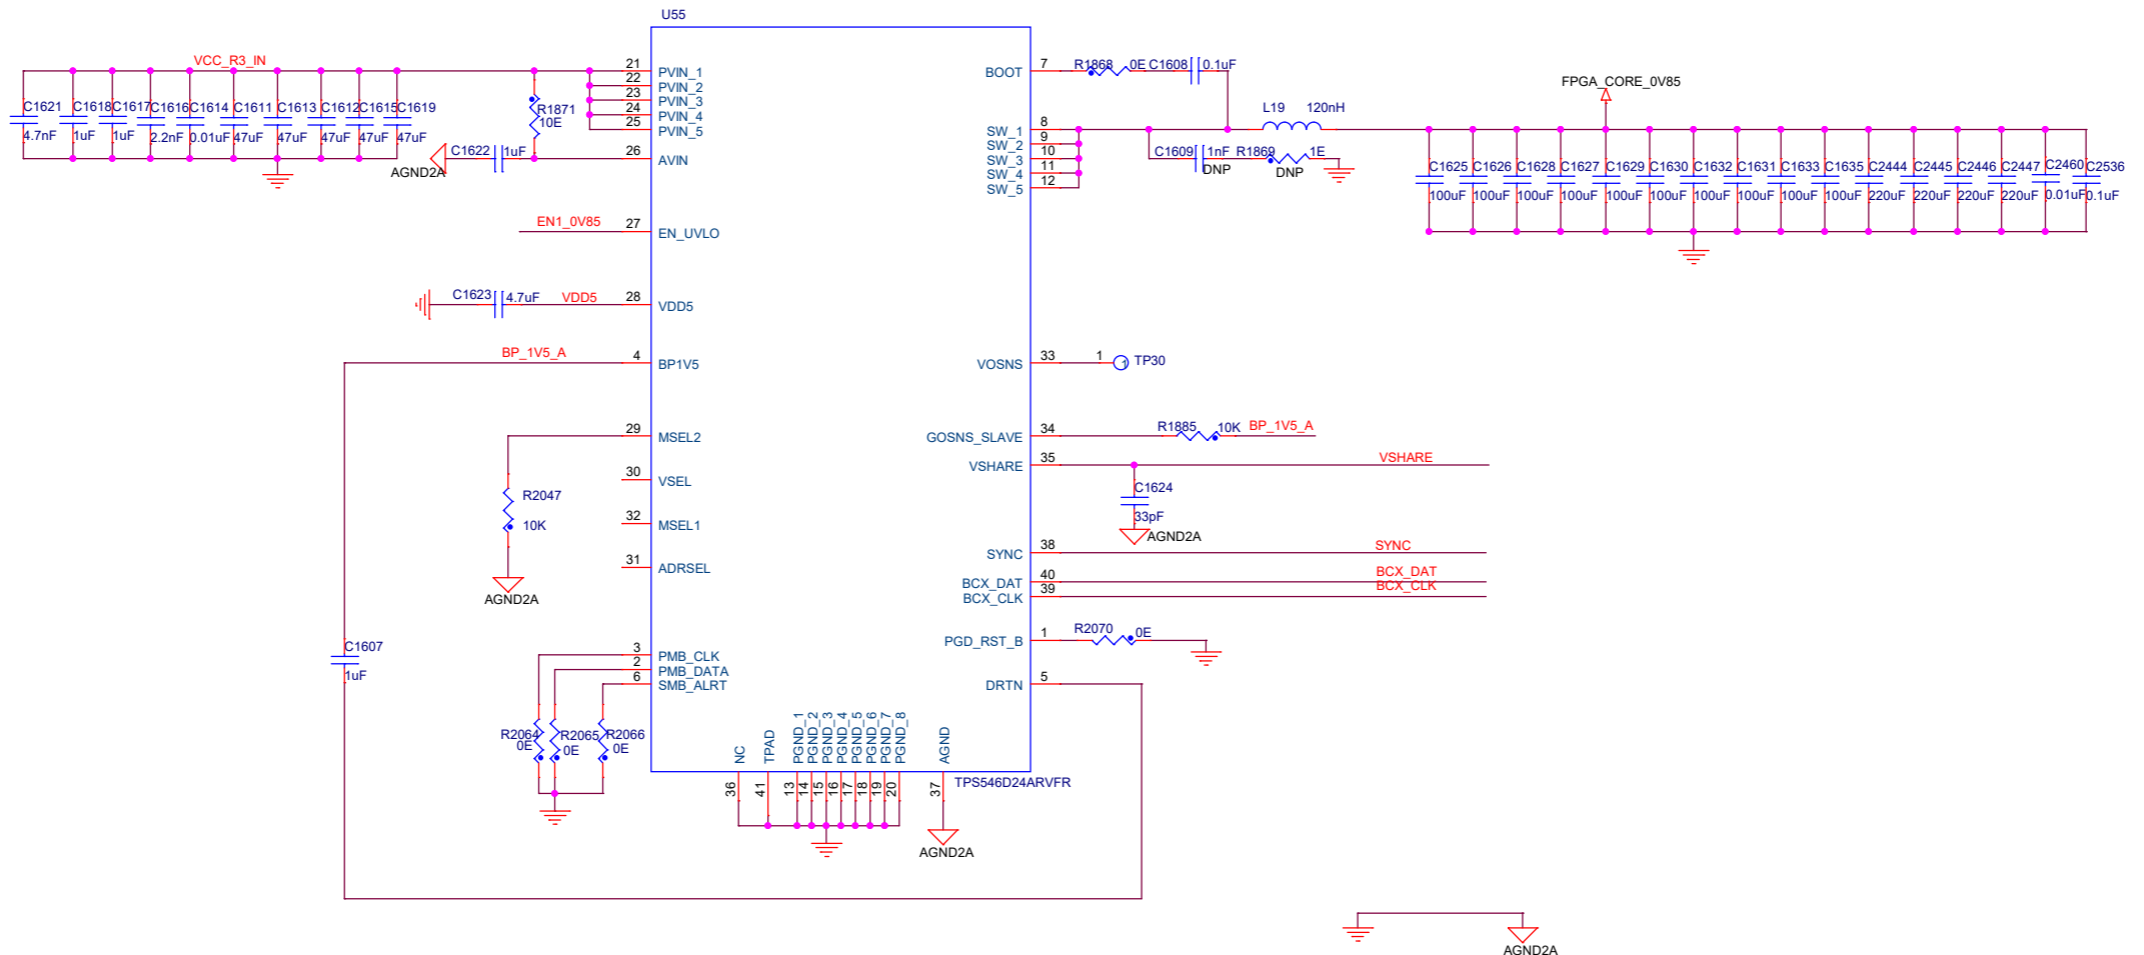 U55
VCC_R3_IN
C1621
4.7nF
C1618
1uF
C1617
1uF
C1616
2.2nF
C1614
0.01uF
C1611
47uF
C1613
47uF
C1612
47uF
C1615
47uF
C1619
47uF
R1871
10E
C1622
1uF
AGND2A
21
PVIN_1
22
PVIN_2
23
PVIN_3
24
PVIN_4
25
PVIN_5
26
AVIN
EN1_0V85
27
EN_UVLO
C1623
4.7uF
VDD5
28
VDD5
BP_1V5_A
4
BP1V5
29
MSEL2
R2047
10K
AGND2A
30
VSEL
32
MSEL1
31
ADRSEL
C1607
1uF
3
PMB_CLK
2
PMB_DATA
6
SMB_ALRT
R2064
0E
R2065
0E
R2066
0E
NC
36
TPAD
41
PGND_1
13
PGND_2
14
PGND_3
15
PGND_4
16
PGND_5
17
PGND_6
18
PGND_7
19
PGND_8
20
AGND
37
AGND2A
TPS546D24ARVFR
BOOT
7
R1868
0E
C1608
0.1uF
SW_1
8
SW_2
9
SW_3
10
SW_4
11
SW_5
12
L19
120nH
C1609
1nF
DNP
R1869
1E
DNP
FPGA_CORE_0V85
C1625
100uF
C1626
100uF
C1628
100uF
C1627
100uF
C1629
100uF
C1630
100uF
C1632
100uF
C1631
100uF
C1633
100uF
C1635
100uF
C2444
220uF
C2445
220uF
C2446
220uF
C2447
220uF
C2460
0.01uF
C2536
0.1uF
VOSNS
33
1
1
TP30
GOSNS_SLAVE
34
R1885
10K
BP_1V5_A
VSHARE
35
VSHARE
C1624
33pF
AGND2A
SYNC
38
SYNC
BCX_DAT
40
BCX_DAT
BCX_CLK
39
BCX_CLK
PGD_RST_B
1
R2070
0E
DRTN
5
AGND2A